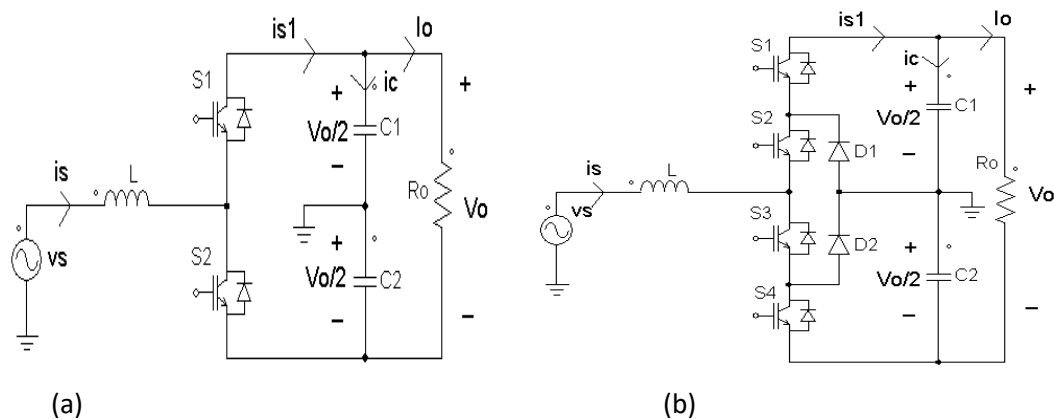 is1
Io
S1
+
ic
+
Vo/2
C1
is
L
−
Ro
Vo
S2
+
vs
Vo/2
C2
−
−
(a)
S1
is1
Io
ic
S2
+
+
Vo/2
C1
D1
−
is
L
Ro
Vo
vs
S3
D2
+
Vo/2
C2
S4
−
−
(b)